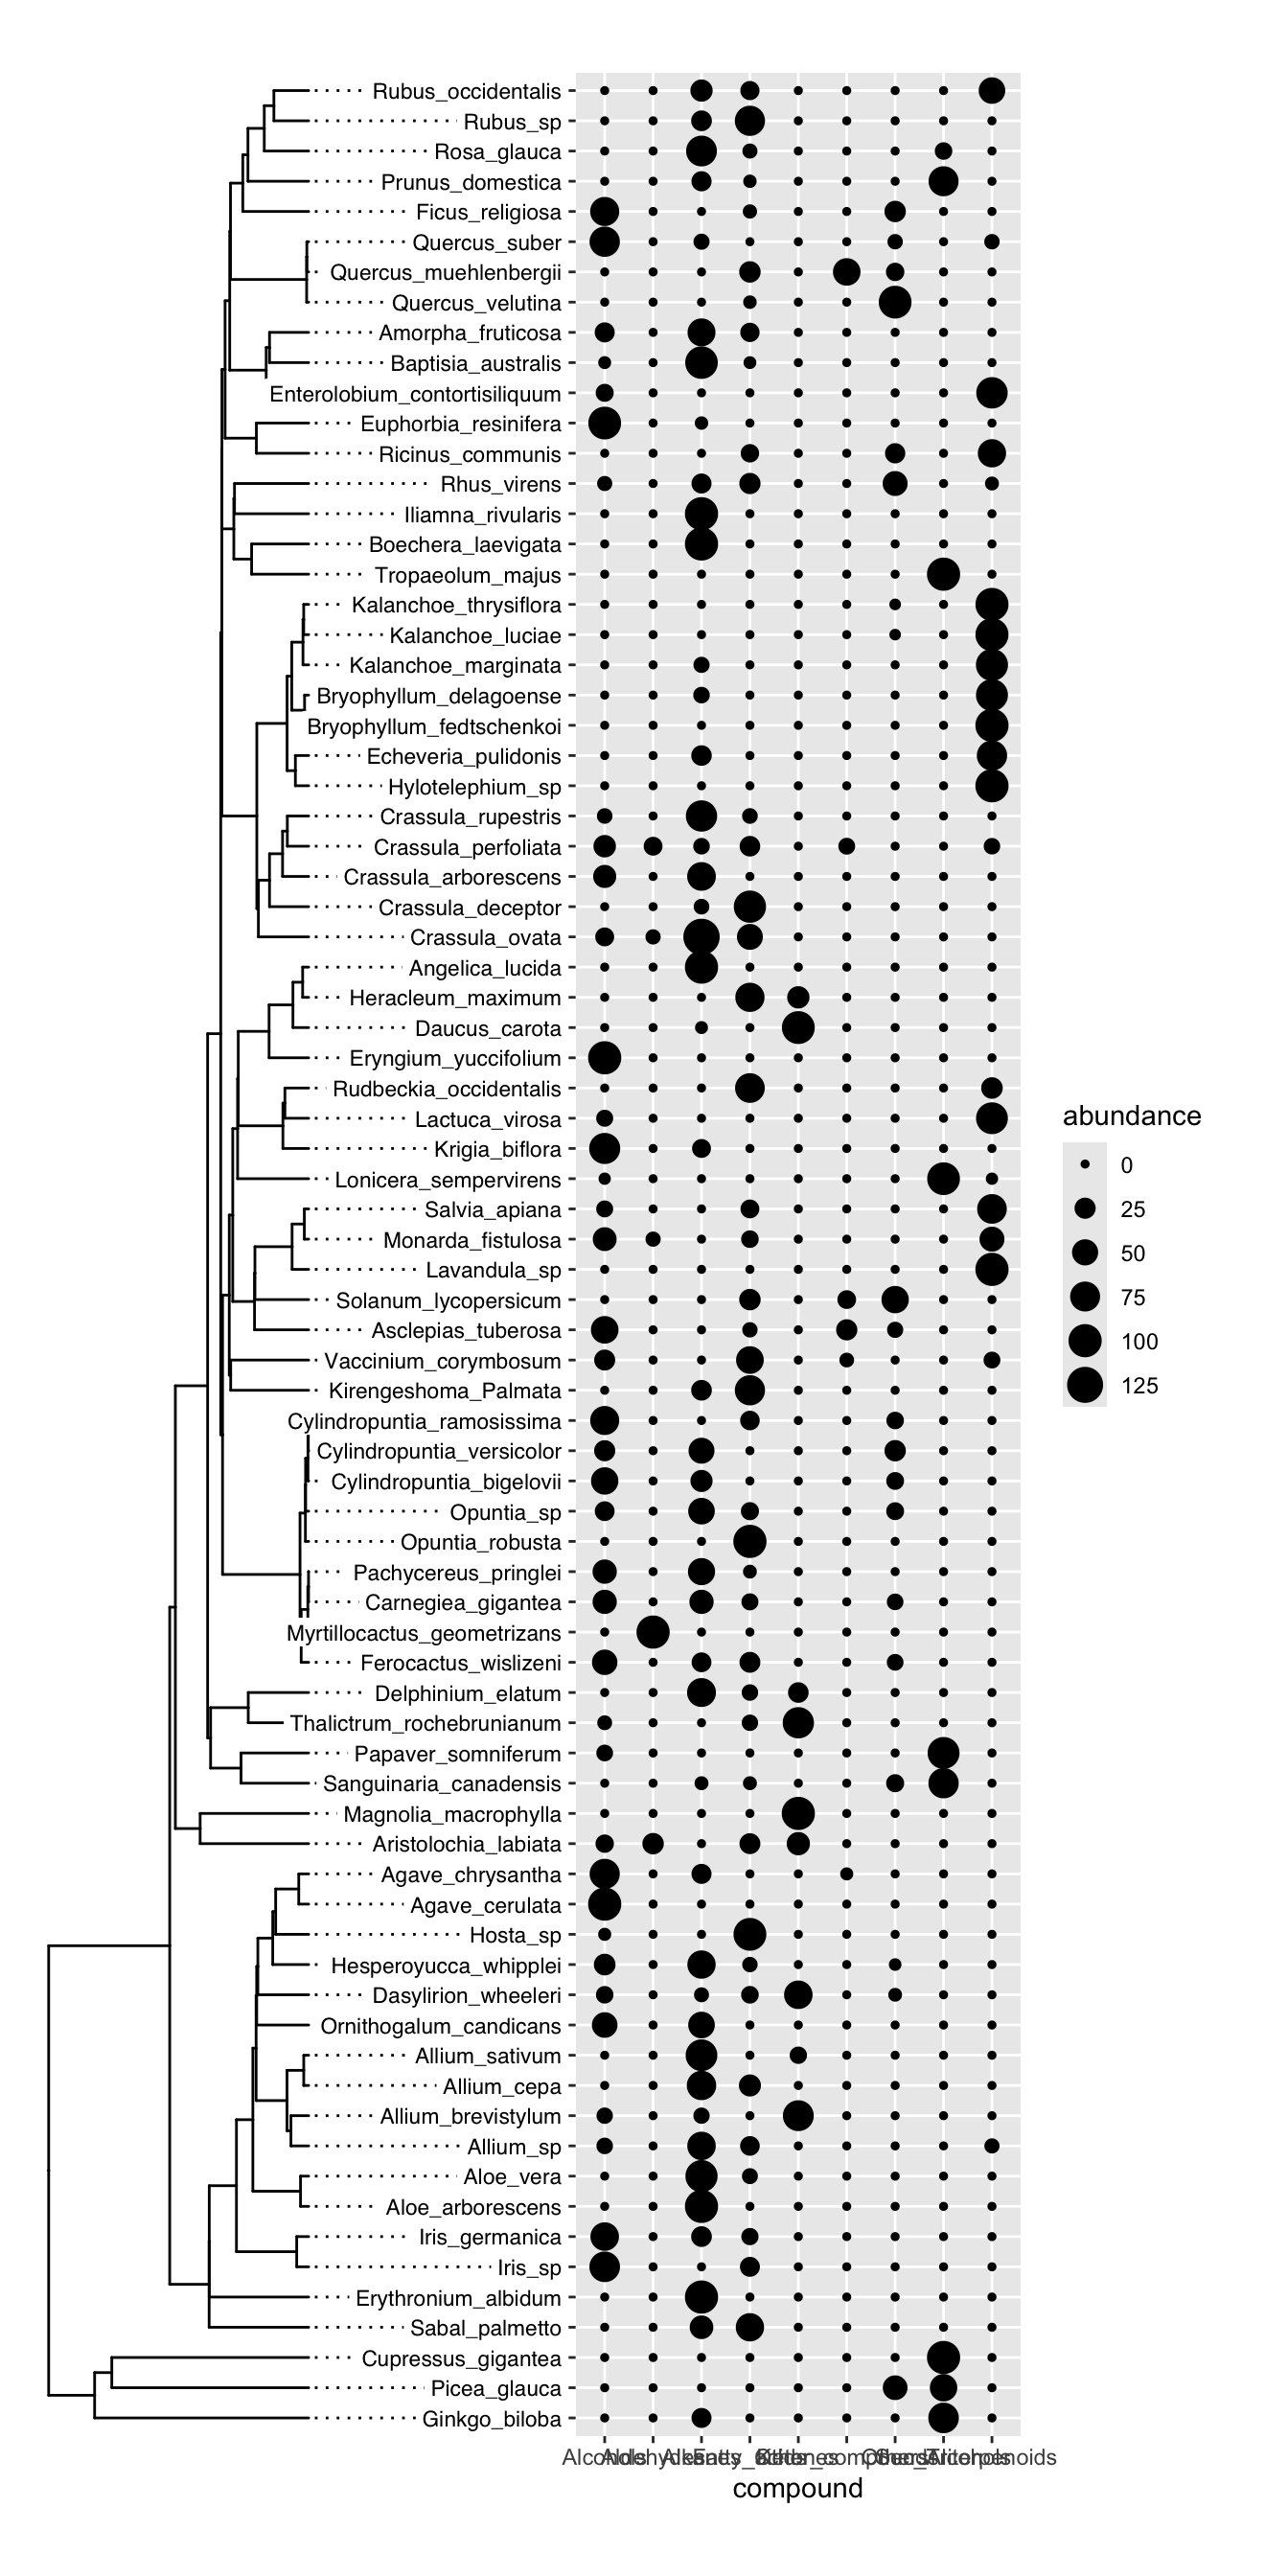 Rubus_occidentalis
Rubus_sp
Rosa_glauca
Prunus_domestica
Ficus_religiosa
Quercus_suber
Quercus_muehlenbergii
Quercus_velutina
Amorpha_fruticosa
Baptisia_australis
Enterolobium_contortisiliquum
Euphorbia_resinifera
Ricinus_communis
Rhus_virens
Iliamna_rivularis
Boechera_laevigata
Tropaeolum_majus
Kalanchoe_thrysiflora
Kalanchoe_luciae
Kalanchoe_marginata
Bryophyllum_delagoense
Bryophyllum_fedtschenkoi
Echeveria_pulidonis
Hylotelephium_sp
Crassula_rupestris
Crassula_perfoliata
Crassula_arborescens
Crassula_deceptor
Crassula_ovata
Angelica_lucida
Heracleum_maximum
Daucus_carota
Eryngium_yuccifolium
Rudbeckia_occidentalis
Lactuca_virosa
Krigia_biflora
Lonicera_sempervirens
Salvia_apiana
Monarda_fistulosa
Lavandula_sp
Solanum_lycopersicum
Asclepias_tuberosa
Vaccinium_corymbosum
Kirengeshoma_Palmata
Cylindropuntia_ramosissima
Cylindropuntia_versicolor
Cylindropuntia_bigelovii
Opuntia_sp
Opuntia_robusta
Pachycereus_pringlei
Carnegiea_gigantea
Myrtillocactus_geometrizans
Ferocactus_wislizeni
Delphinium_elatum
Thalictrum_rochebrunianum
Papaver_somniferum
Sanguinaria_canadensis
Magnolia_macrophylla
Aristolochia_labiata
Agave_chrysantha
Agave_cerulata
Hosta_sp
Hesperoyucca_whipplei
Dasylirion_wheeleri
Ornithogalum_candicans
Allium_sativum
Allium_cepa
Allium_brevistylum
Allium_sp
Aloe_vera
Aloe_arborescens
Iris_germanica
Iris_sp
Erythronium_albidum
Sabal_palmetto
Cupressus_gigantea
Picea_glauca
Ginkgo_biloba
compound
abundance
0
25
50
75
100
125